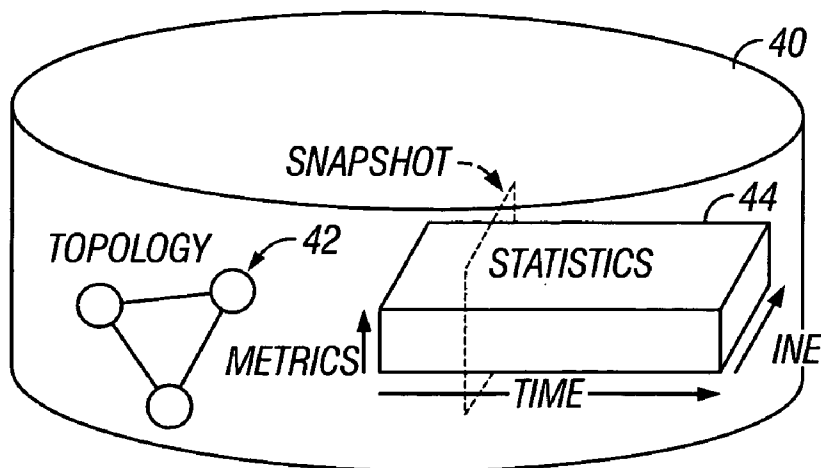 40
SNAPSHOT
44
TOPOLOGY
42
STATISTICS
METRICS
INE
TIME